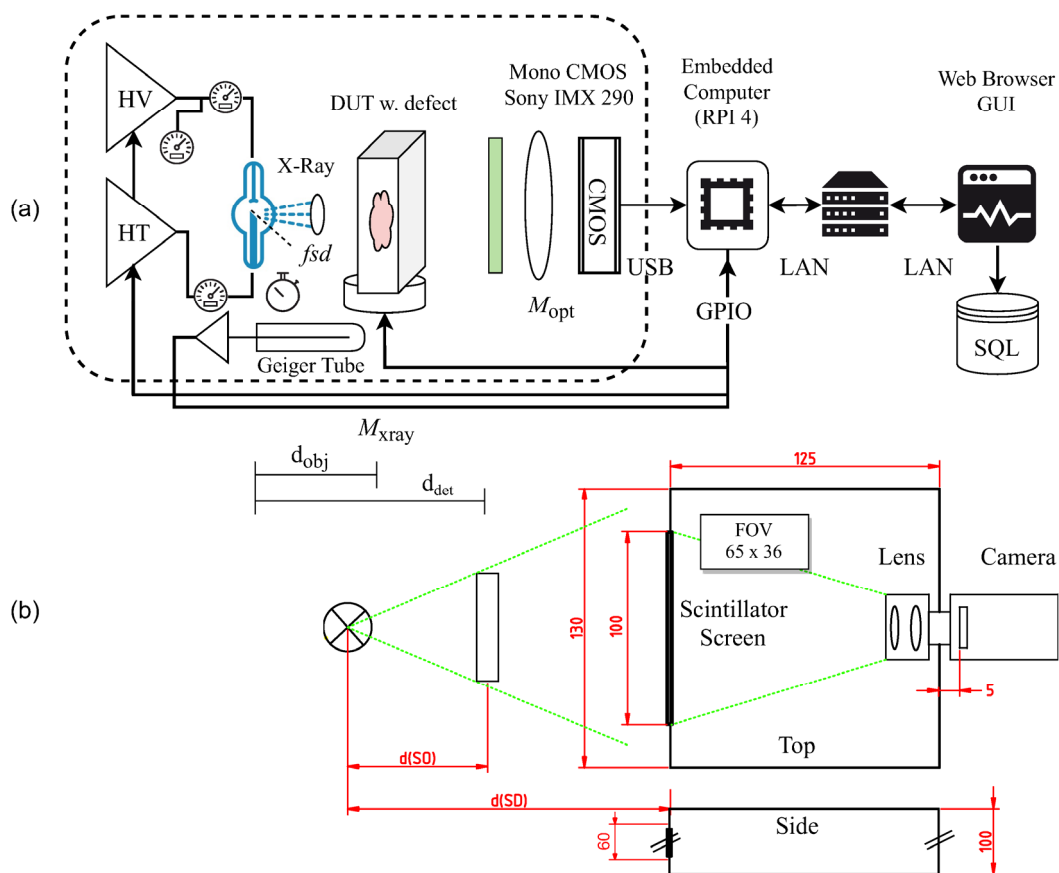 (a)
HV
HT
X-Ray
fsd
DUT w. defect
Mono CMOS
Sony IMX 290
CMOS
Mopt
Geiger Tube
USB
Embedded
Computer
(RPI 4)
GPIO
LAN
LAN
Web Browser
GUI
SQL
Mxray
dobj
ddet
(b)
125
FOV
65 x 36
Lens
Camera
Scintillator
Screen
130
100
5
Top
d(SO)
d(SD)
Side
60
100